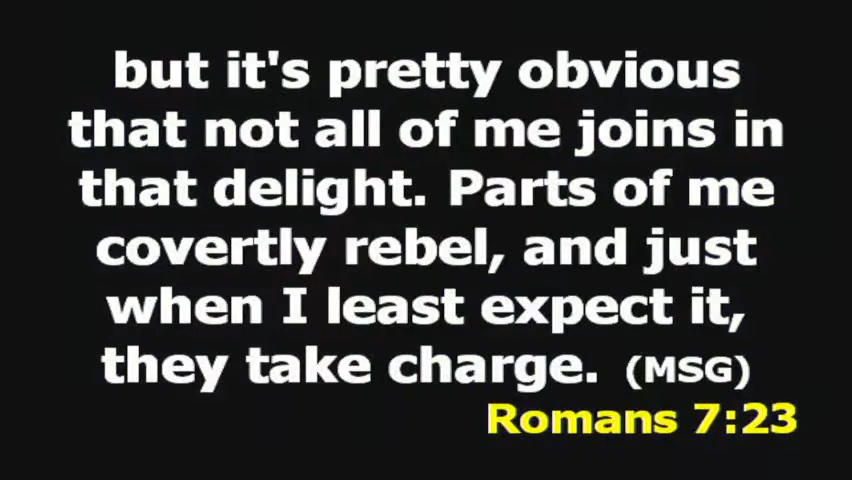 but it's pretty obvious
that not all of me joins in
that delight. Parts of me
covertly rebel, and just
when I least expect it,
they take charge. (MSG)
Romans 7:23